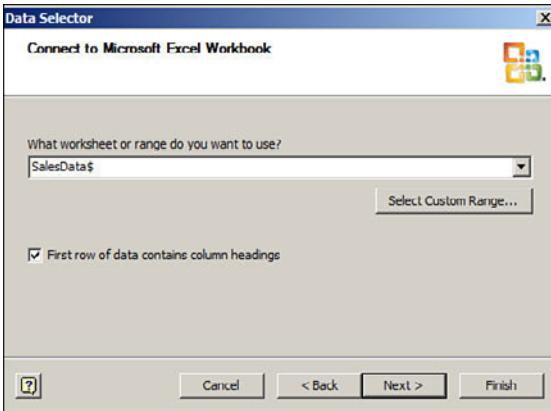 Data Selector
Connect to Microsoft Excel Workbook
What worksheet or range do you want to use?
SalesData$
Select Custom Range...
First row of data contains column headings
Cancel
< Back
Next >
Finish